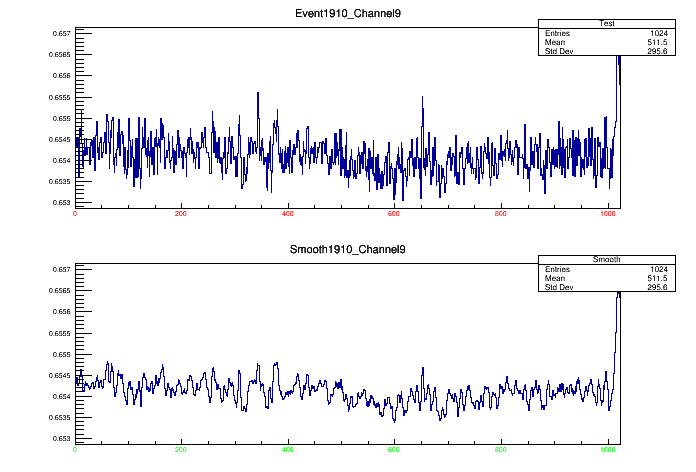 Event1910_Channel9
Test
Entries 1024
Mean 511.5
Std Dev 295.6
0.657
0.6565
0.656
0.6555
0.655
0.6545
0.654
0.6535
0.653
0 200 400 600 800 1000
Smooth1910_Channel9
Smooth
Entries 1024
Mean 511.5
Std Dev 295.6
0.657
0.6565
0.656
0.6555
0.655
0.6545
0.654
0.6535
0.653
0 200 400 600 800 1000